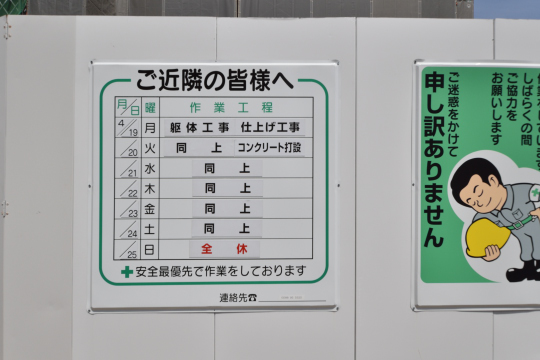 ご近隣の皆様へ
月/日 曜 作業工程
4/19 月 躯体工事 仕上げ工事
/20 火 同上 コンクリート打設
/21 水 同上
/22 木 同上
/23 金 同上
/24 土 同上
/25 日 全休
安全最優先で作業をしております
連絡先☎
しばらくの間
ご協力を
お願いします
ご迷惑をかけて
申し訳ありません